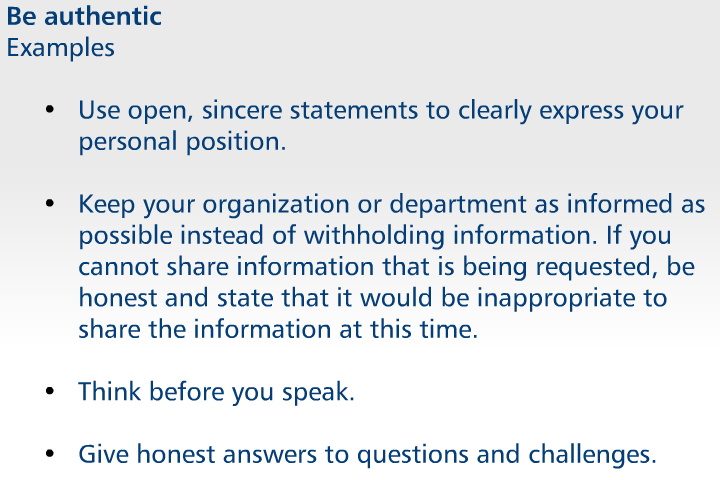 Be authentic
Examples
• Use open, sincere statements to clearly express your
personal position.
• Keep your organization or department as informed as
possible instead of withholding information. If you
cannot share information that is being requested, be
honest and state that it would be inappropriate to
share the information at this time.
• Think before you speak.
• Give honest answers to questions and challenges.